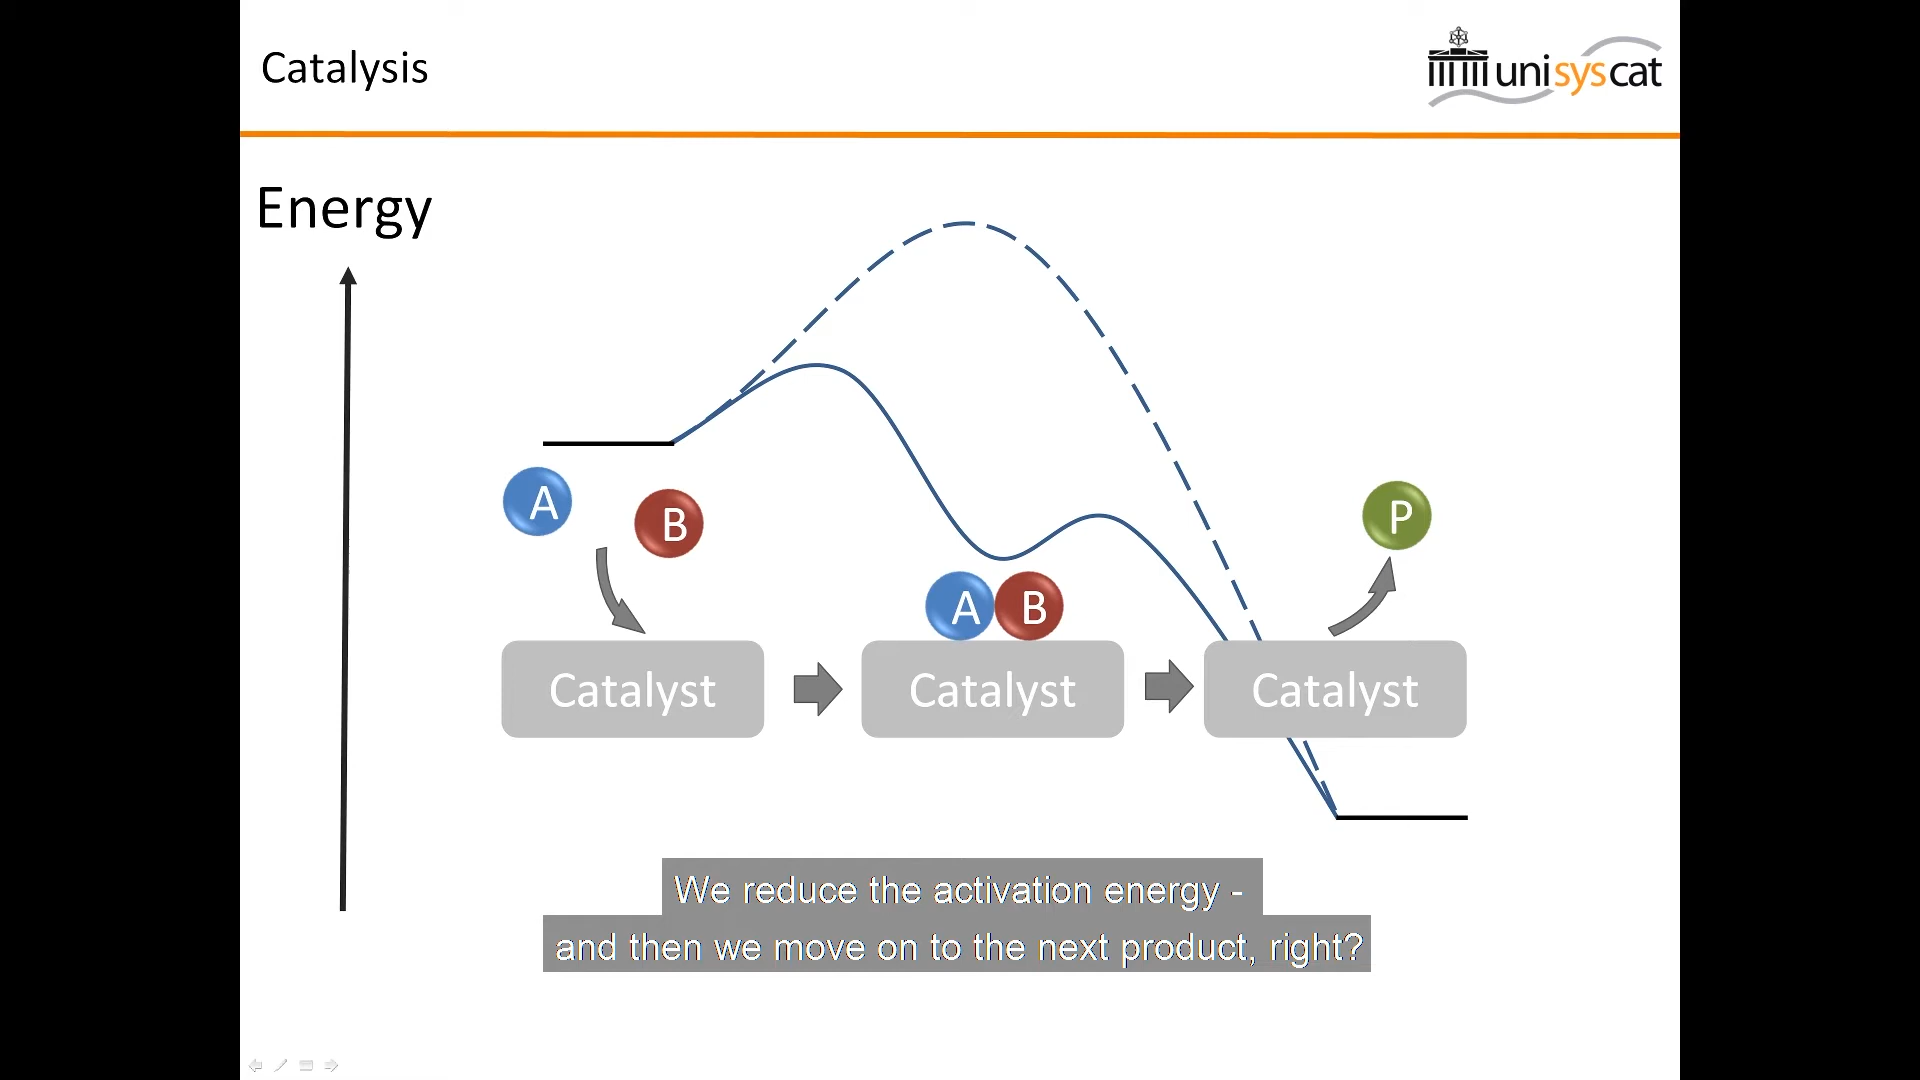 Catalysis
unisyscat
Energy
A
B
P
A B
Catalyst
Catalyst
Catalyst
We reduce the activation energy -
and then we move on to the next product, right?